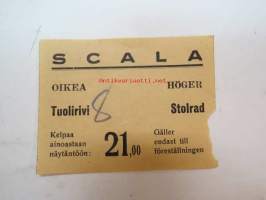 SCALA
OIKEA HÖGER
Tuolirivi 8 Stolrad
Kelpaa ainoastaan näytäntöön: 21,00 Gäller endast till föreställningen